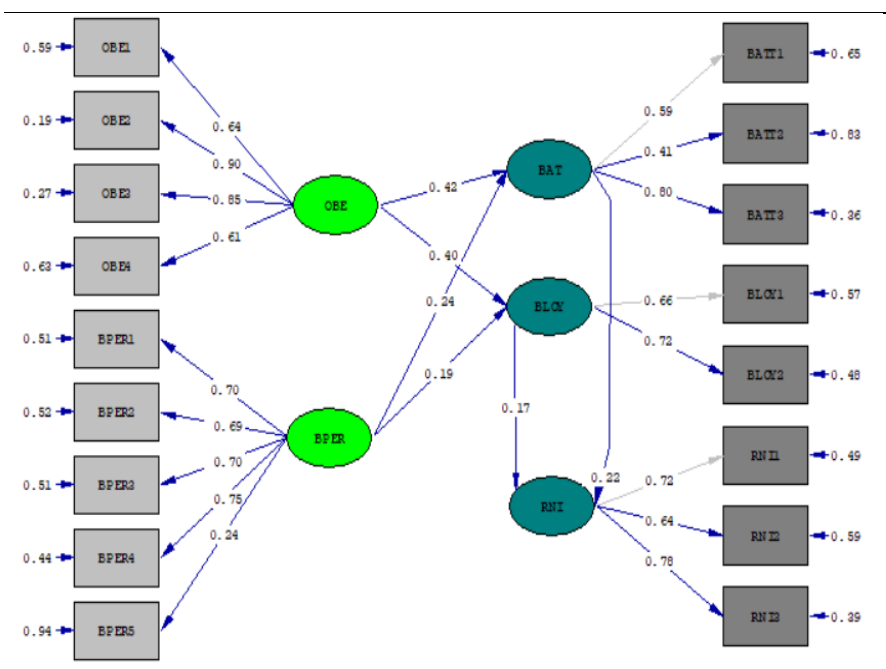 0.59 OBE1 BATT1 0.65
0.64 0.59
0.19 OBE2 BATT2 0.83
0.90 BAT 0.41
0.27 OBE3 0.85 OBE 0.42 0.80 BATT3 0.36
0.61
0.63 OBE4 0.40
0.24 BLOY 0.66 BLOY1 0.57
0.51 BPER1 0.72
0.19 BLOY2 0.48
0.70 0.17
0.52 BPER2 0.69 BPER
0.70 RNI1 0.49
0.51 BPER3 0.75 0.22 0.72
RNI 0.64
0.24 RNI2 0.59
0.44 BPER4 0.78
0.94 BPER5 RNI3 0.39